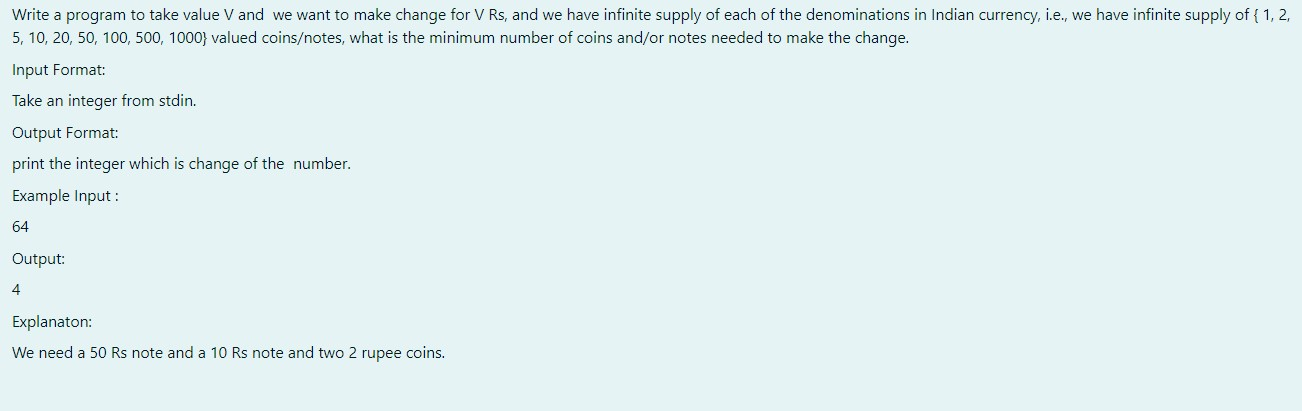 Write a program to take value V and  we want to make change for V Rs, and we have infinite supply of each of the denominations in Indian currency, i.e., we have infinite supply of { 1, 2,
5, 10, 20, 50, 100, 500, 1000} valued coins/notes, what is the minimum number of coins and/or notes needed to make the change.
Input Format:
Take an integer from stdin.
Output Format:
print the integer which is change of the  number.
Example Input :
64
Output:
4
Explanaton:
We need a 50 Rs note and a 10 Rs note and two 2 rupee coins.